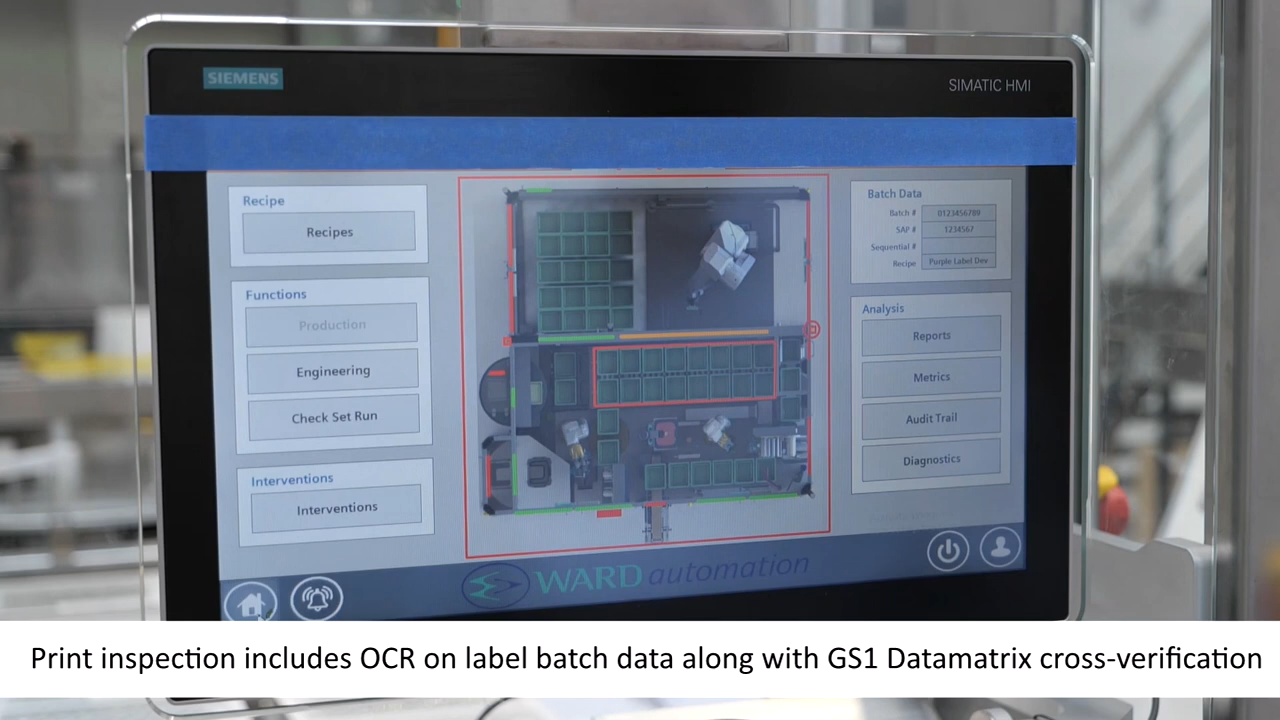 SIEMENS
SIMATIC HMI
Recipe
Recipes
Functions
Production
Engineering
Check Set Run
Interventions
Interventions
Batch Data
Batch # 0123456789
SAP # 1234567
Sequential #
Recipe Purple Label Dev
Analysis
Reports
Metrics
Audit Trail
Diagnostics
WARD automation
Print inspection includes OCR on label batch data along with GS1 Datamatrix cross-verification